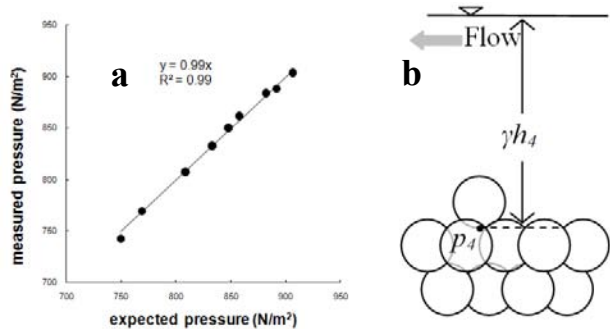 a
y = 0.99x
R² = 0.99
measured pressure (N/m²)
950
900
850
800
750
700
700 750 800 850 900 950
expected pressure (N/m²)
b
Flow
γh₄
p₄